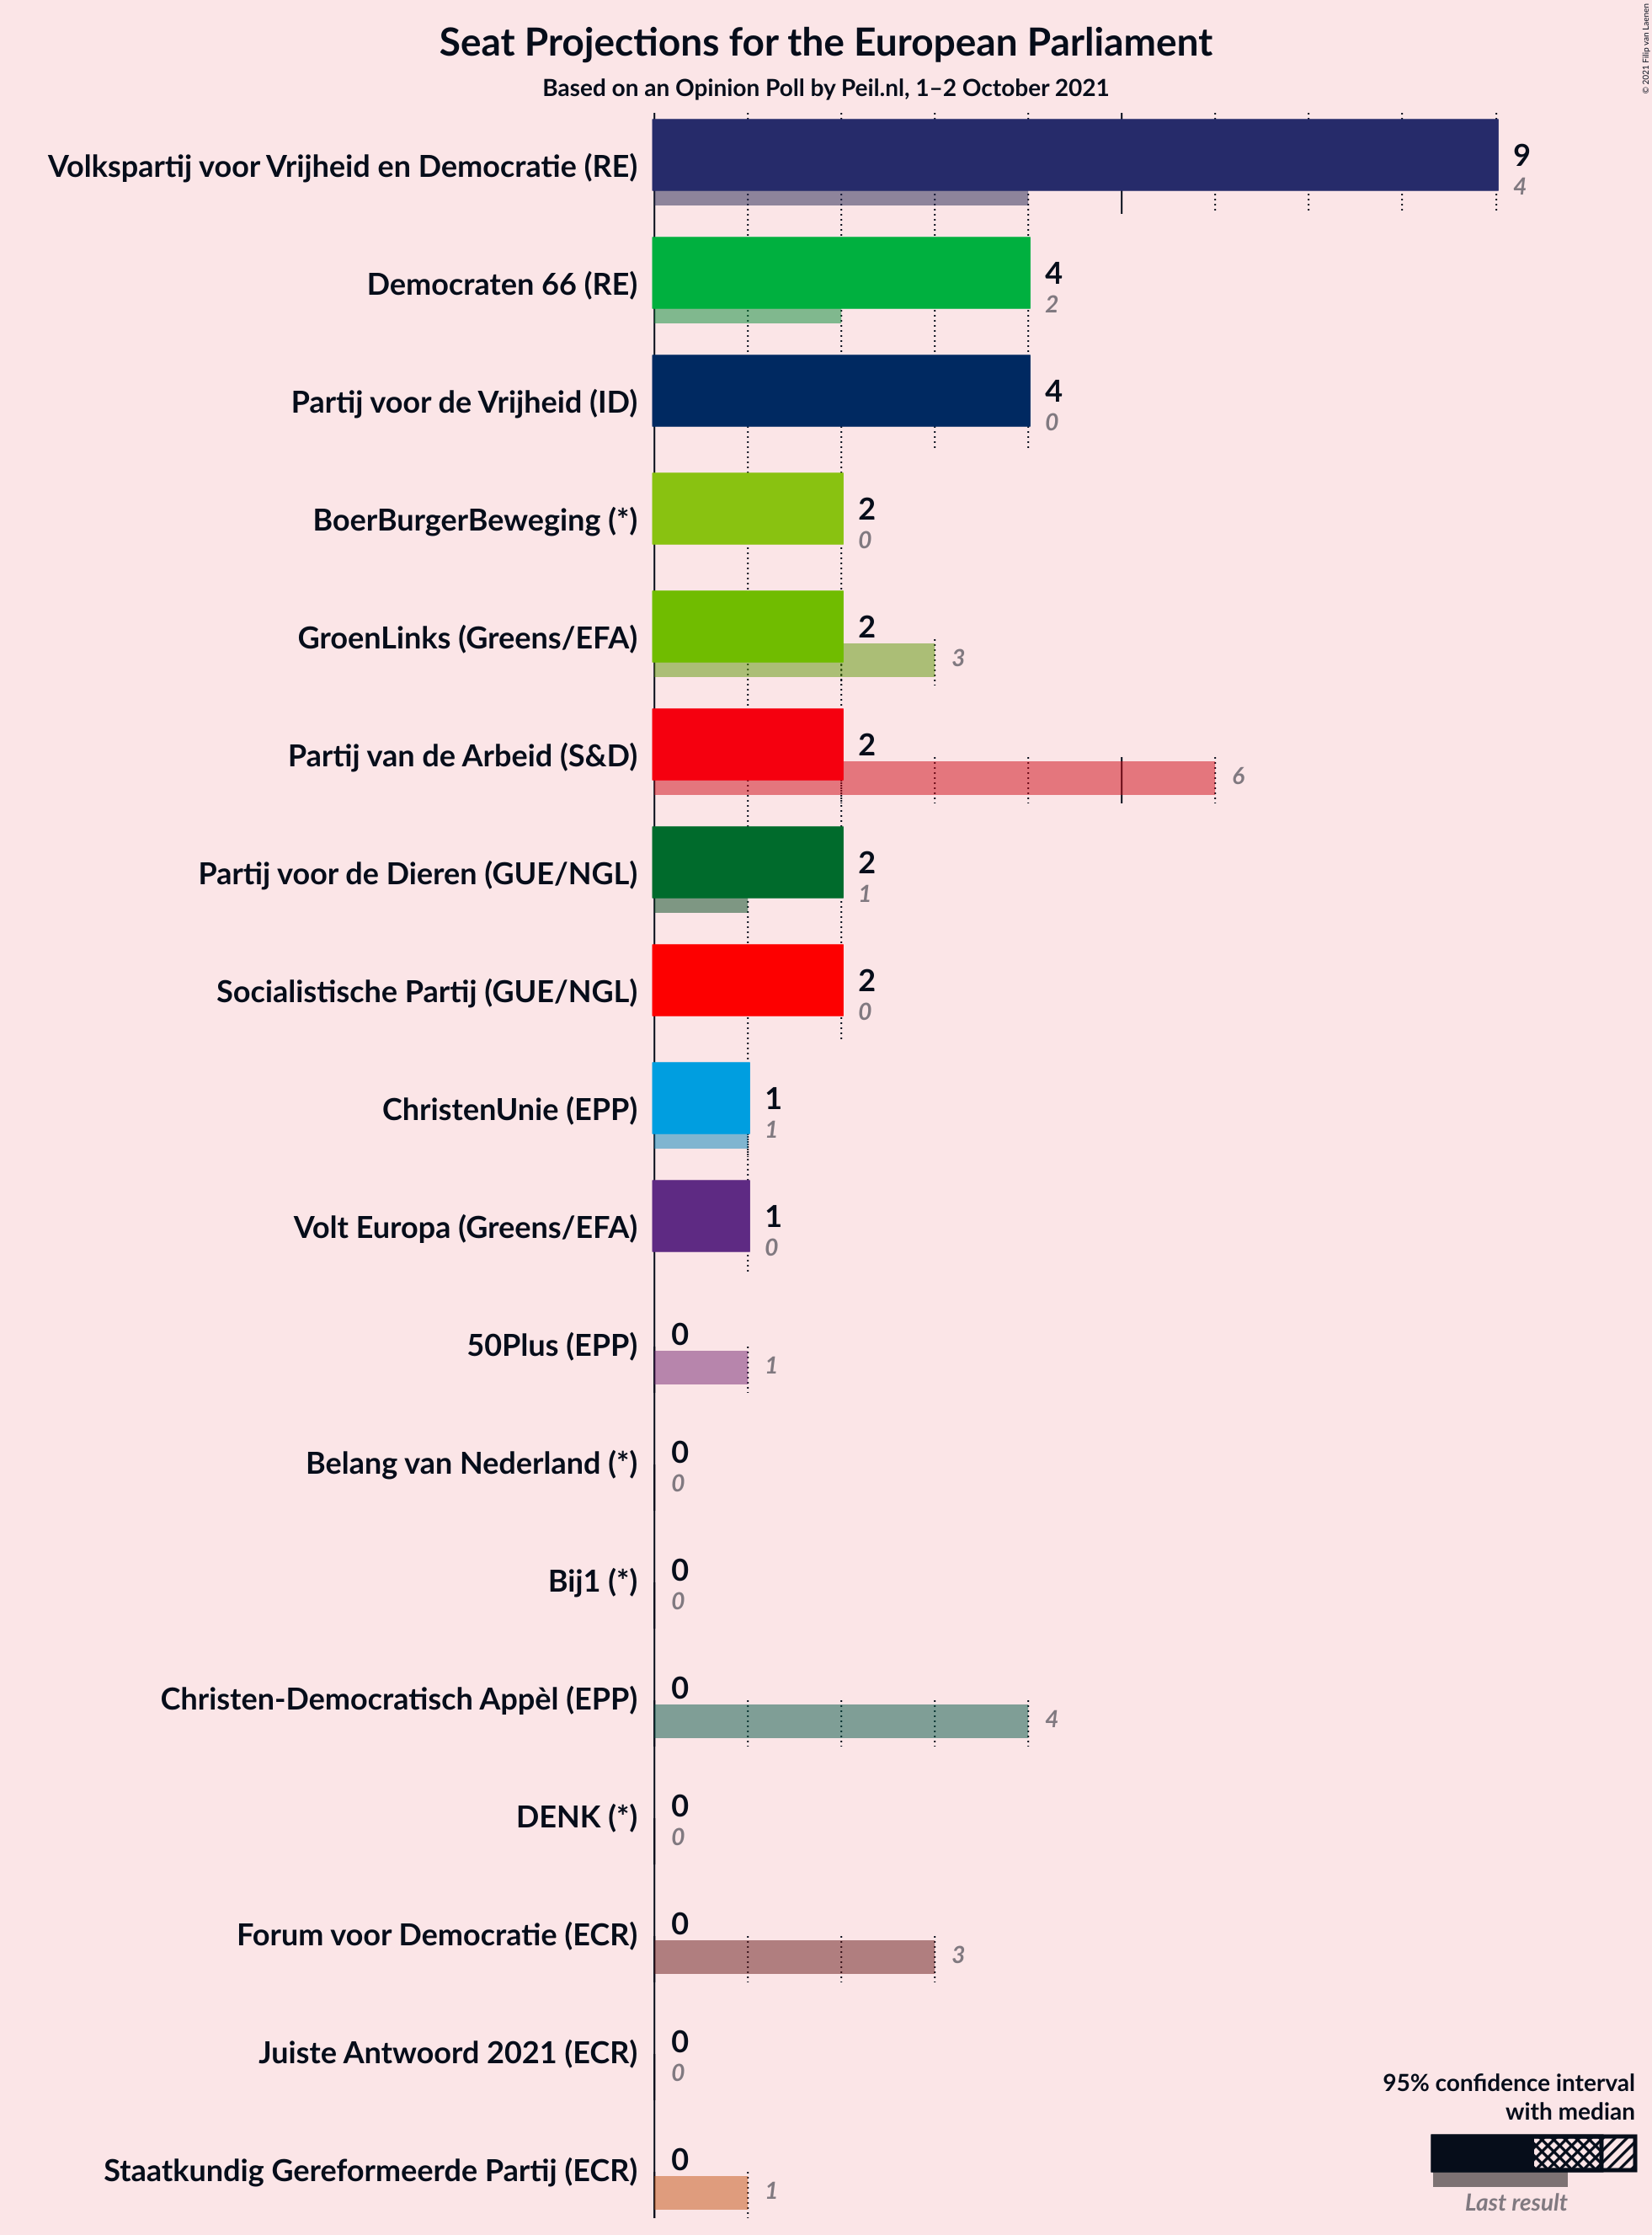 Seat Projections for the European Parliament
Based on an Opinion Poll by Peil.nl, 1–2 October 2021
© 2021 Filip van Laenen
Volkspartij voor Vrijheid en Democratie (RE)
9
4
Democraten 66 (RE)
4
2
Partij voor de Vrijheid (ID)
4
0
BoerBurgerBeweging (*)
2
0
GroenLinks (Greens/EFA)
2
3
Partij van de Arbeid (S&D)
2
6
Partij voor de Dieren (GUE/NGL)
2
1
Socialistische Partij (GUE/NGL)
2
0
ChristenUnie (EPP)
1
1
Volt Europa (Greens/EFA)
1
0
50Plus (EPP)
0
1
Belang van Nederland (*)
0
0
Bij1 (*)
0
0
Christen-Democratisch Appèl (EPP)
0
4
DENK (*)
0
0
Forum voor Democratie (ECR)
0
3
Juiste Antwoord 2021 (ECR)
0
0
Staatkundig Gereformeerde Partij (ECR)
0
1
95% confidence interval
with median
Last result